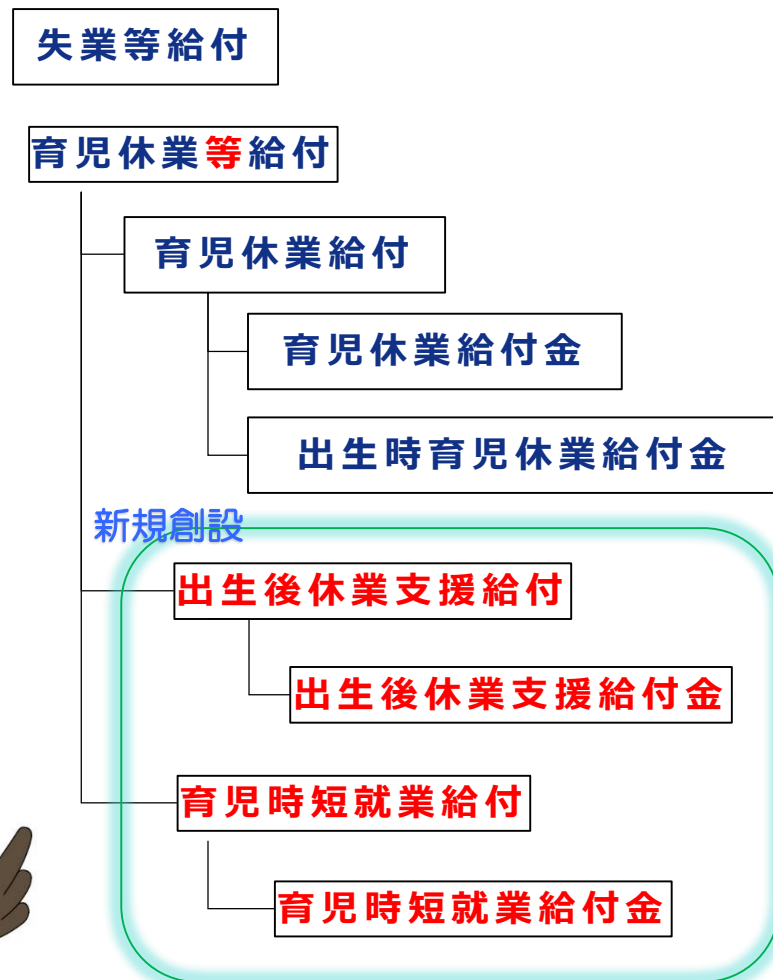 失業等給付
育児休業等給付
育児休業給付
育児休業給付金
出生時育児休業給付金
新規創設
出生後休業支援給付
出生後休業支援給付金
育児時短就業給付
育児時短就業給付金